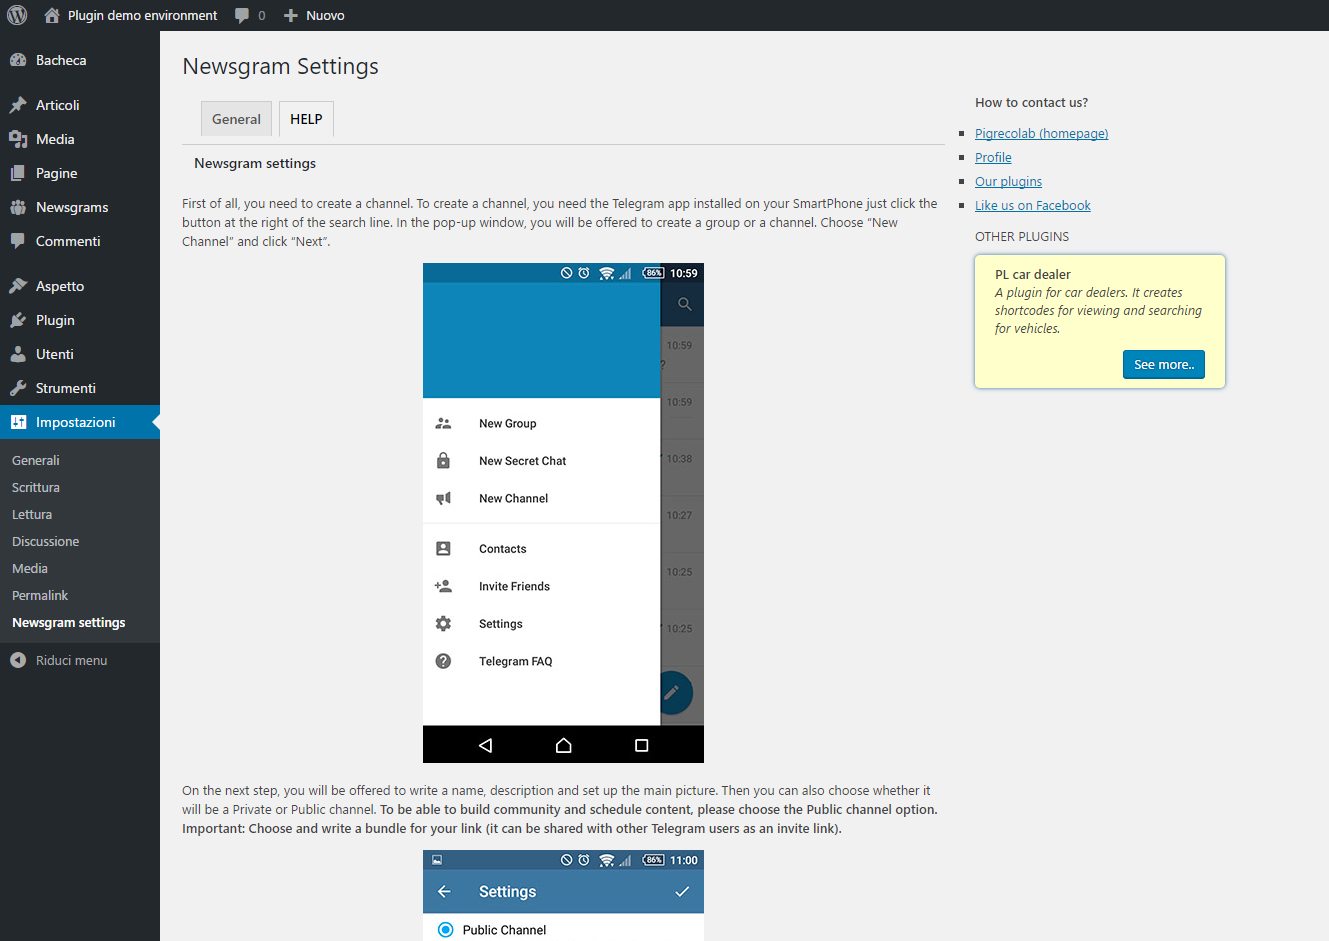 Plugin demo environment
0
Nuovo
Bacheca
Articoli
Media
Pagine
Newsgrams
Commenti
Aspetto
Plugin
Utenti
Strumenti
Impostazioni
Generali
Scrittura
Lettura
Discussione
Media
Permalink
Newsgram settings
Riduci menu
Newsgram Settings
General
HELP
Newsgram settings
First of all, you need to create a channel. To create a channel, you need the Telegram app installed on your SmartPhone just click the
button at the right of the search line. In the pop-up window, you will be offered to create a group or a channel. Choose “New
Channel” and click “Next”.
86% 10:59
10:59
?
10:59
10:38
10:27
10:25
10:25
New Group
New Secret Chat
New Channel
Contacts
Invite Friends
Settings
Telegram FAQ
On the next step, you will be offered to write a name, description and set up the main picture. Then you can also choose whether it
will be a Private or Public channel. To be able to build community and schedule content, please choose the Public channel option.
Important: Choose and write a bundle for your link (it can be shared with other Telegram users as an invite link).
86% 11:00
Settings
Public Channel
How to contact us?
Pigrecolab (homepage)
Profile
Our plugins
Like us on Facebook
OTHER PLUGINS
PL car dealer
A plugin for car dealers. It creates
shortcodes for viewing and searching
for vehicles.
See more..